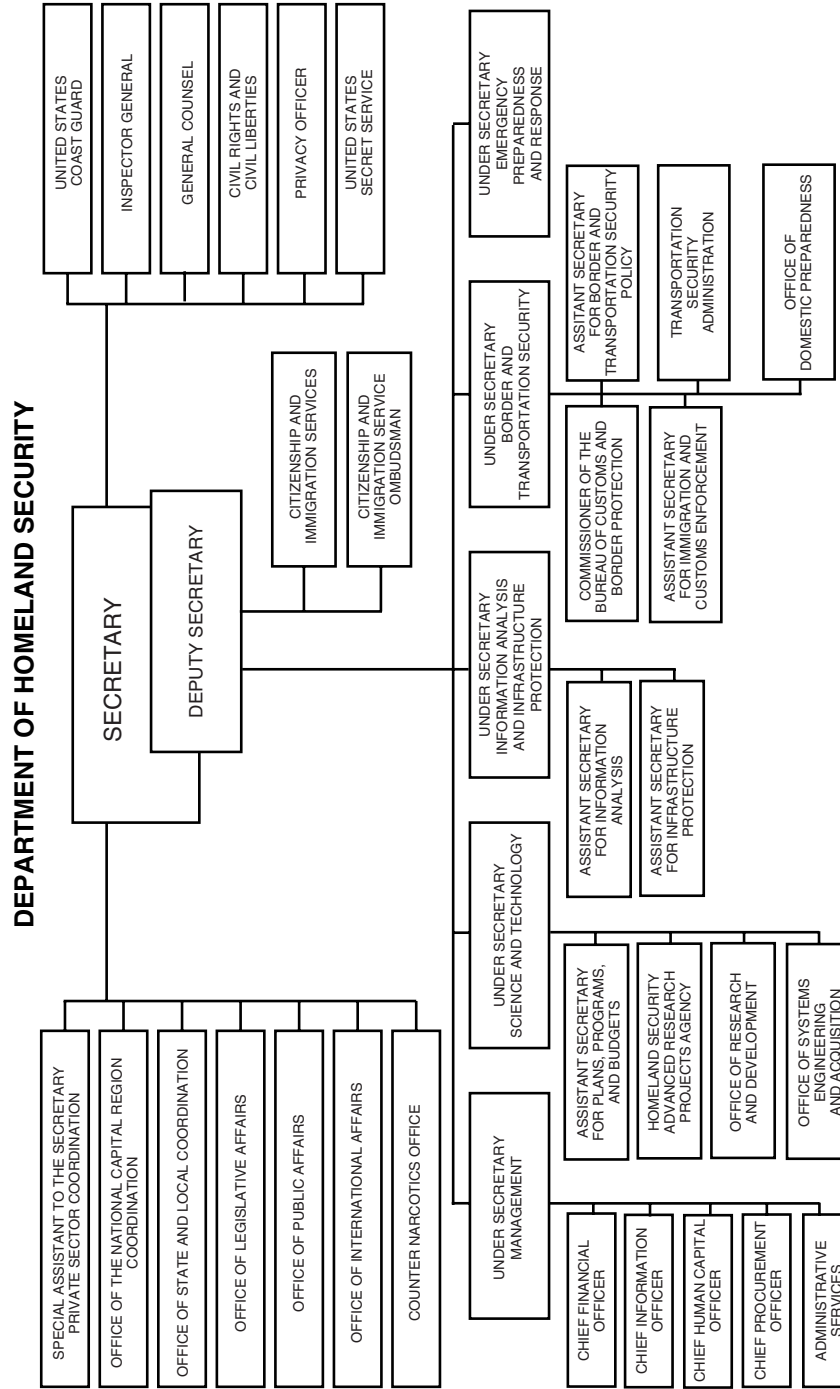 DEPARTMENT OF HOMELAND SECURITY
SECRETARY
DEPUTY SECRETARY
SPECIAL ASSISTANT TO THE SECRETARY
PRIVATE SECTOR COORDINATION
OFFICE OF THE NATIONAL CAPITAL REGION
COORDINATION
OFFICE OF STATE AND LOCAL COORDINATION
OFFICE OF LEGISLATIVE AFFAIRS
OFFICE OF PUBLIC AFFAIRS
OFFICE OF INTERNATIONAL AFFAIRS
COUNTER NARCOTICS OFFICE
UNITED STATES
COAST GUARD
INSPECTOR GENERAL
GENERAL COUNSEL
CIVIL RIGHTS AND
CIVIL LIBERTIES
PRIVACY OFFICER
UNITED STATES
SECRET SERVICE
CITIZENSHIP AND
IMMIGRATION SERVICES
CITIZENSHIP AND
IMMIGRATION SERVICE
OMBUDSMAN
UNDER SECRETARY
MANAGEMENT
CHIEF FINANCIAL
OFFICER
CHIEF INFORMATION
OFFICER
CHIEF HUMAN CAPITAL
OFFICER
CHIEF PROCUREMENT
OFFICER
ADMINISTRATIVE
SERVICES
UNDER SECRETARY
SCIENCE AND TECHNOLOGY
ASSISTANT SECRETARY
FOR PLANS, PROGRAMS,
AND BUDGETS
HOMELAND SECURITY
ADVANCED RESEARCH
PROJECTS AGENCY
OFFICE OF RESEARCH
AND DEVELOPMENT
OFFICE OF SYSTEMS
ENGINEERING
AND ACQUISITION
UNDER SECRETARY
INFORMATION ANALYSIS
AND INFRASTRUCTURE
PROTECTION
ASSISTANT SECRETARY
FOR INFORMATION
ANALYSIS
ASSISTANT SECRETARY
FOR INFRASTRUCTURE
PROTECTION
UNDER SECRETARY
BORDER AND
TRANSPORTATION SECURITY
COMMISSIONER OF THE
BUREAU OF CUSTOMS AND
BORDER PROTECTION
ASSITANT SECRETARY
FOR BORDER AND
TRANSPORTATION SECURITY
POLICY
ASSISTANT SECRETARY
FOR IMMIGRATION AND
CUSTOMS ENFORCEMENT
TRANSPORTATION
SECURITY
ADMINISTRATION
OFFICE OF
DOMESTIC PREPAREDNESS
UNDER SECRETARY
EMERGENCY
PREPAREDNESS
AND RESPONSE